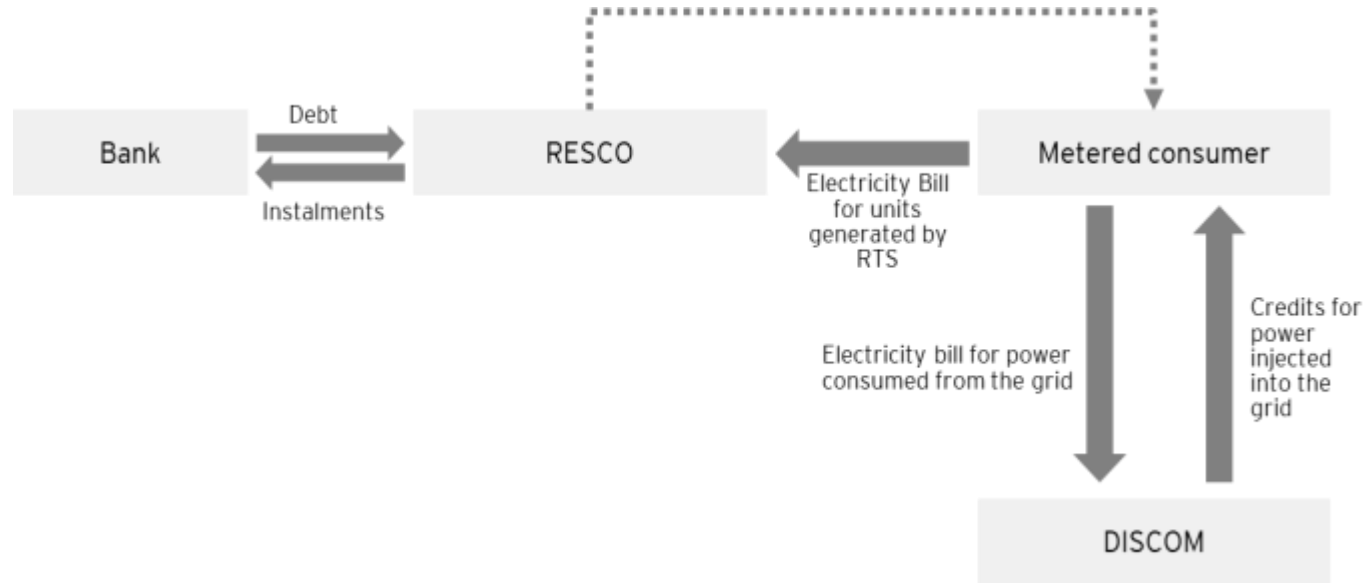 Debt
Bank
RESCO
Metered consumer
Instalments
Electricity Bill
for units
generated by
RTS
Electricity bill for power
consumed from the grid
Credits for
power
injected
into the
grid
DISCOM